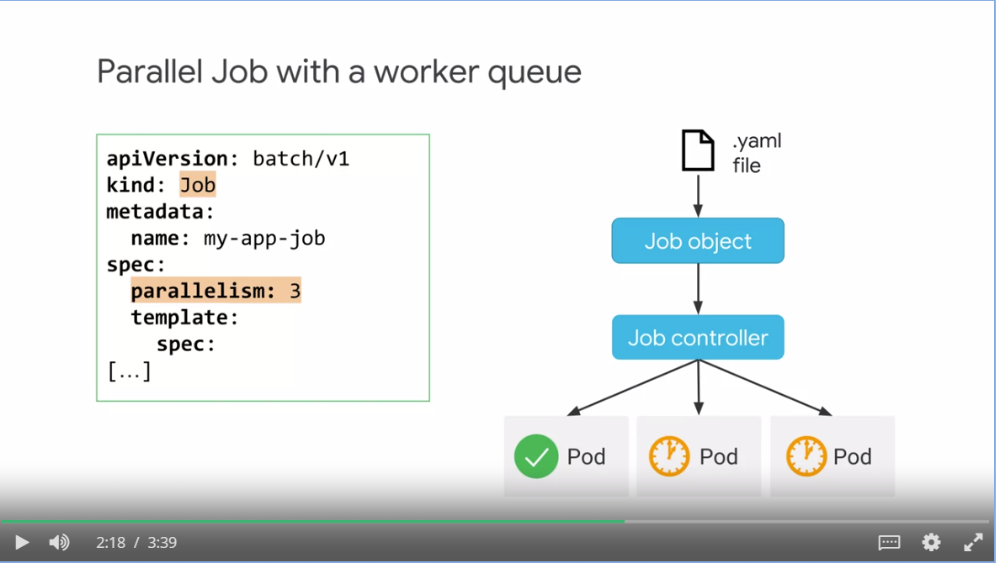 Parallel Job with a worker queue
apiVersion: batch/v1
kind: Job
metadata:
  name: my-app-job
spec:
  parallelism: 3
  template:
    spec:
[...]
.yaml
file
Job object
Job controller
Pod
Pod
Pod
2:18 / 3:39